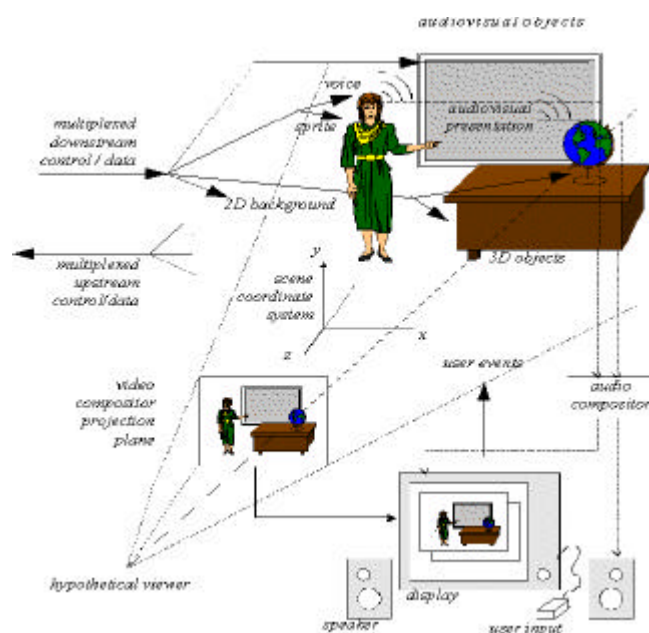 audiovisual objects
voice
sprite
audiovisual
presentation
multiplexed
downstream
control / data
2D background
3D objects
multiplexed
upstream
control/data
y
scene
coordinate
system
x
z
user events
audio
compositor
video
compositor
projection
plane
hypothetical viewer
display
speaker
user input